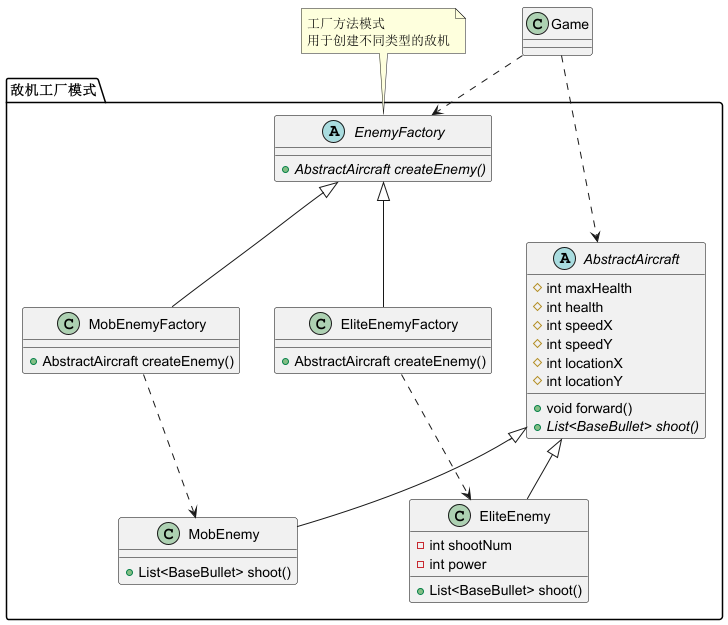 工厂方法模式
用于创建不同类型的敌机
C Game
敌机工厂模式
A EnemyFactory
AbstractAircraft createEnemy()
A AbstractAircraft
int maxHealth
int health
int speedX
int speedY
int locationX
int locationY
void forward()
List<BaseBullet> shoot()
C MobEnemyFactory
AbstractAircraft createEnemy()
C EliteEnemyFactory
AbstractAircraft createEnemy()
C MobEnemy
List<BaseBullet> shoot()
C EliteEnemy
int shootNum
int power
List<BaseBullet> shoot()